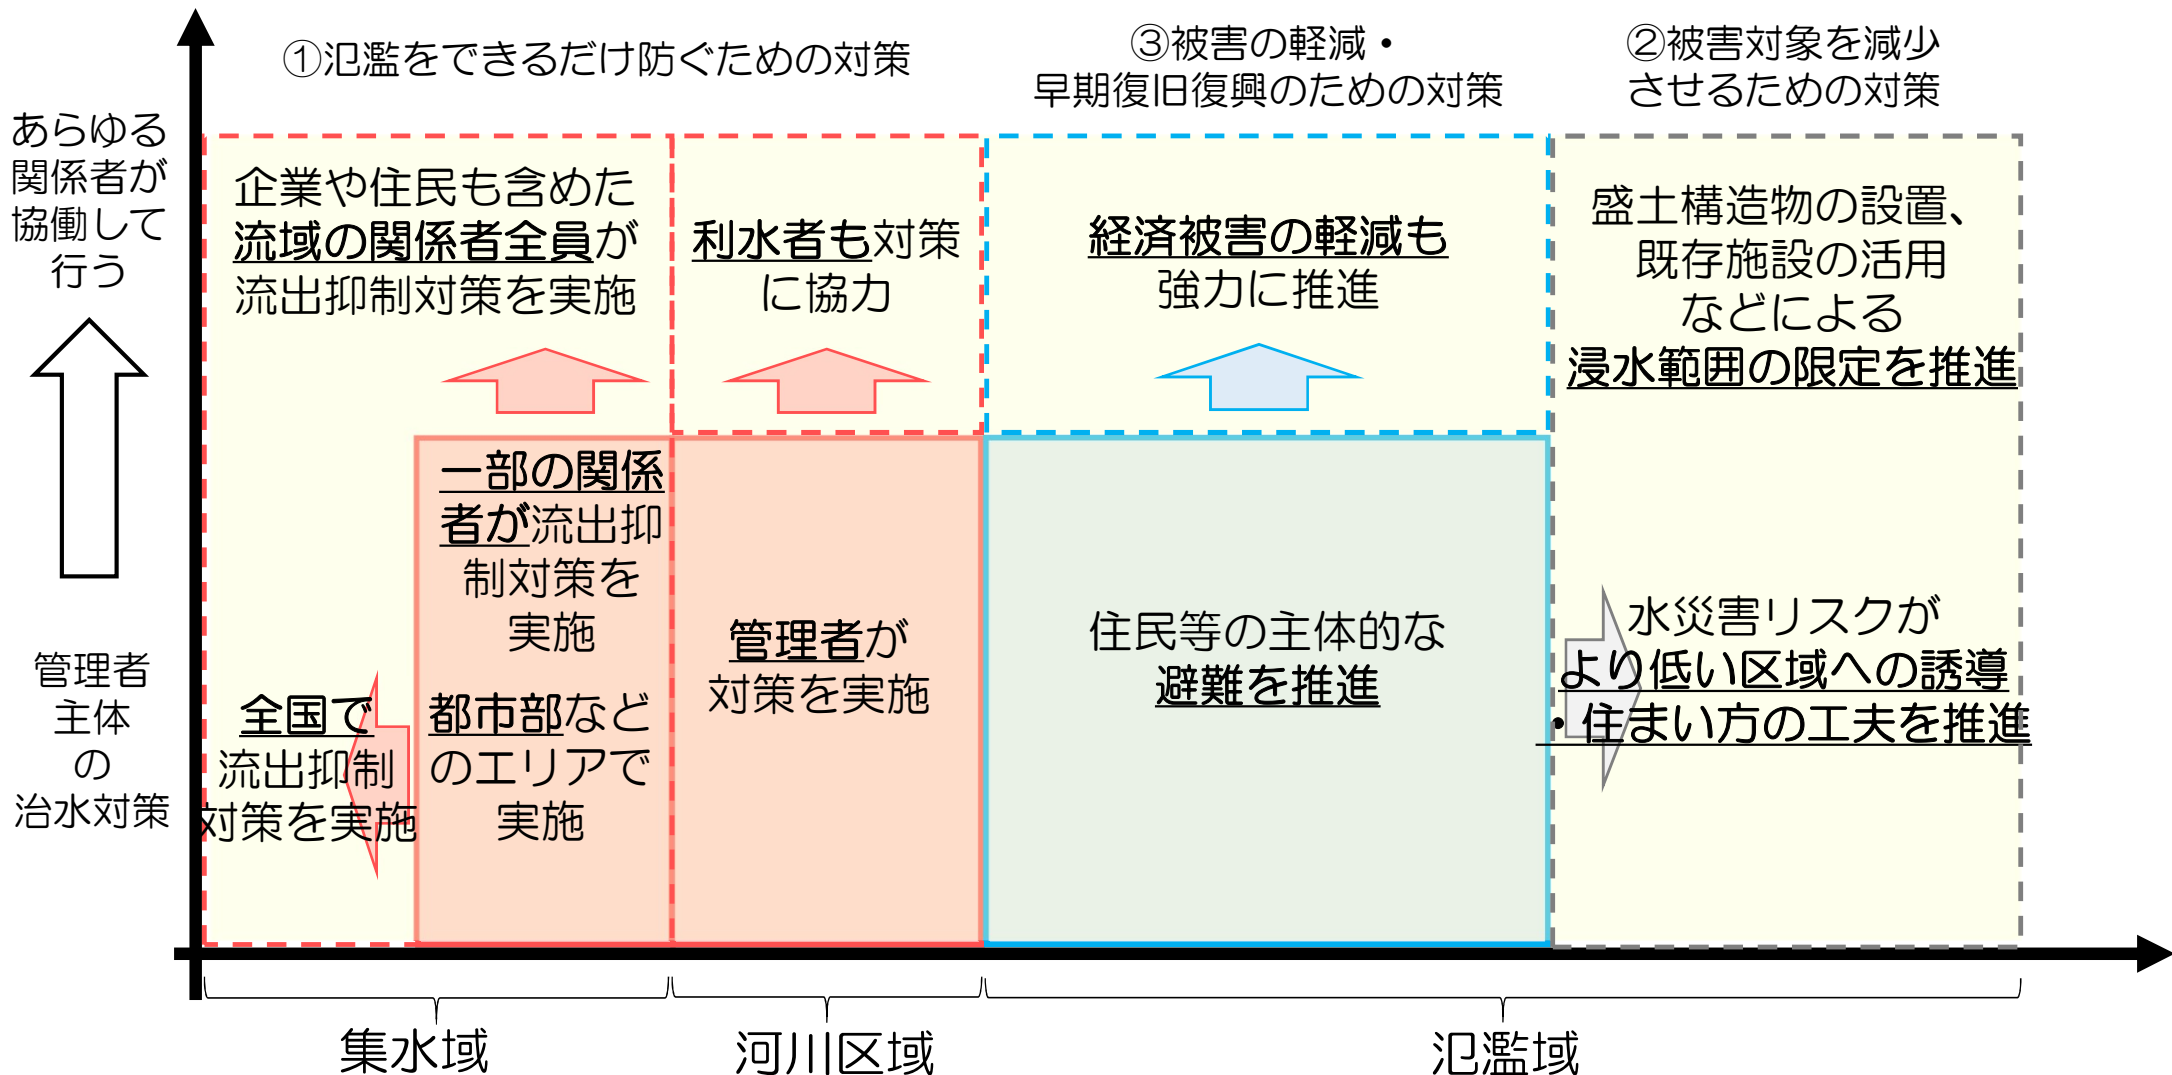 ①氾濫をできるだけ防ぐための対策
③被害の軽減・
早期復旧復興のための対策
②被害対象を減少
させるための対策
あらゆる
関係者が
協働して
行う
管理者
主体
の
治水対策
企業や住民も含めた
流域の関係者全員が
流出抑制対策を実施
利水者も対策
に協力
経済被害の軽減も
強力に推進
盛土構造物の設置、
既存施設の活用
などによる
浸水範囲の限定を推進
一部の関係
者が流出抑
制対策を
実施
都市部など
のエリアで
実施
全国で
流出抑制
対策を実施
管理者が
対策を実施
住民等の主体的な
避難を推進
水災害リスクが
より低い区域への誘導
・住まい方の工夫を推進
集水域
河川区域
氾濫域